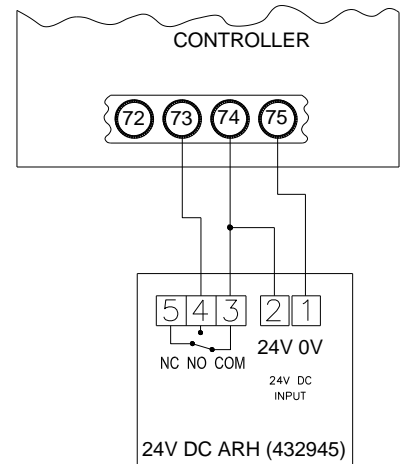 CONTROLLER
72 73 74 75
5 4 3 2 1
24V 0V
NC NO COM
24V DC
INPUT
24V DC ARH (432945)